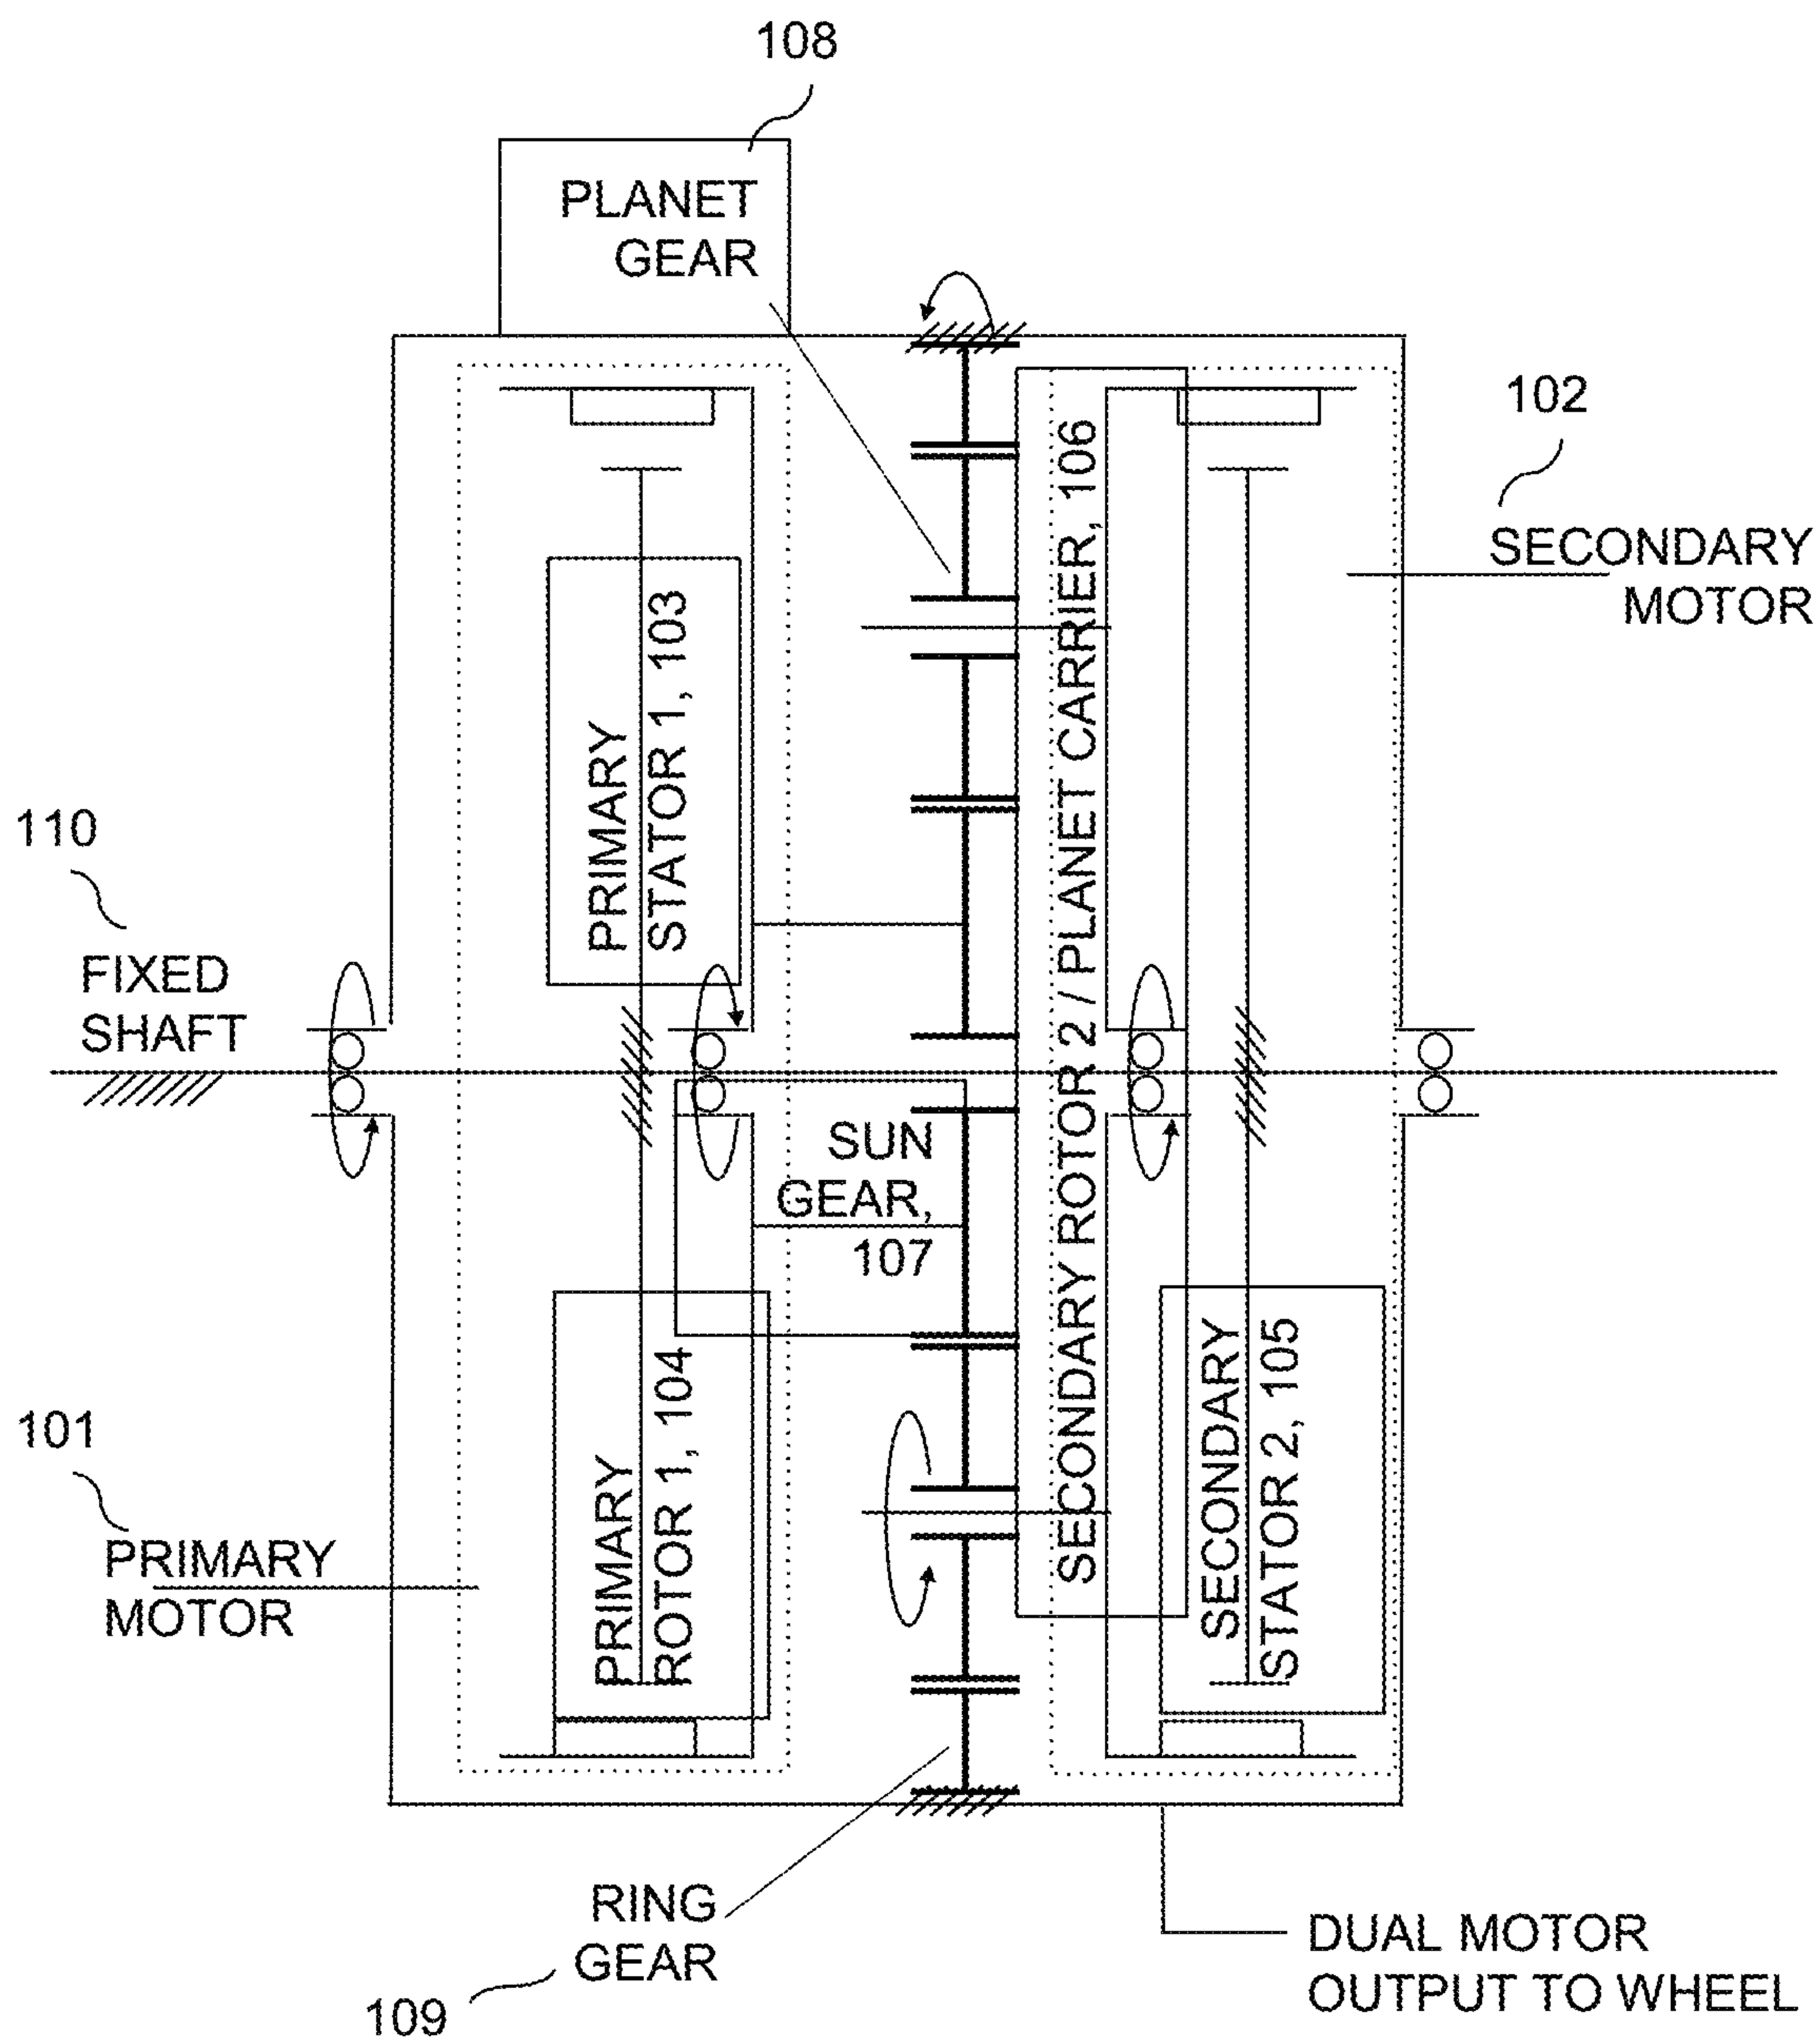 108
PLANET
GEAR
102
SECONDARY
MOTOR
PRIMARY
STATOR 1, 103
SECONDARY ROTOR 2 / PLANET CARRIER, 106
110
FIXED
SHAFT
SUN
GEAR,
107
101
PRIMARY
MOTOR
PRIMARY
ROTOR 1, 104
SECONDARY
STATOR 2, 105
RING
GEAR
109
DUAL MOTOR
OUTPUT TO WHEEL